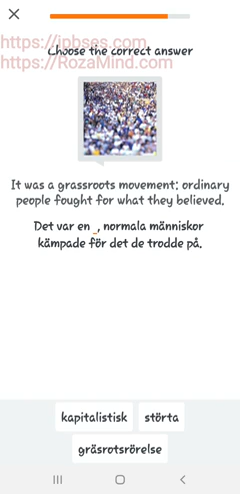 https://jpbses.com
Choose the correct answer
https://RozaMind.com
It was a grassroots movement; ordinary
people fought for what they believed.
Det var en _, normala människor
kämpade för det de trodde på.
kapitalistisk störta
gräsrotsrörelse